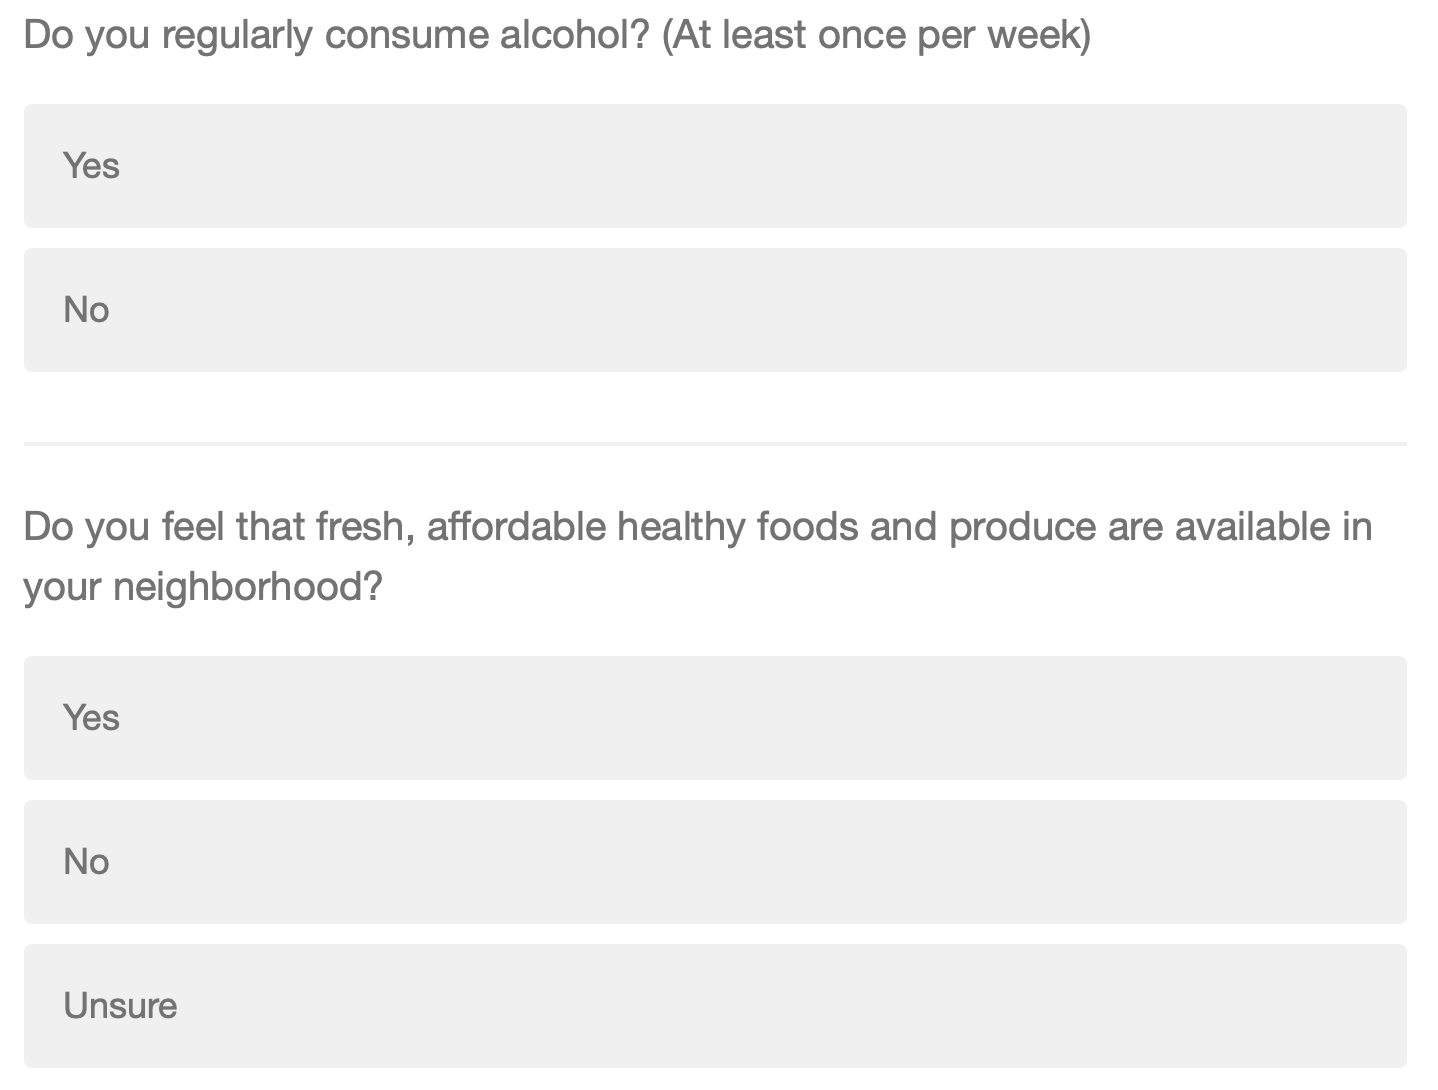 Do you regularly consume alcohol? (At least once per week)
Yes
No
Do you feel that fresh, affordable healthy foods and produce are available in
your neighborhood?
Yes
No
Unsure